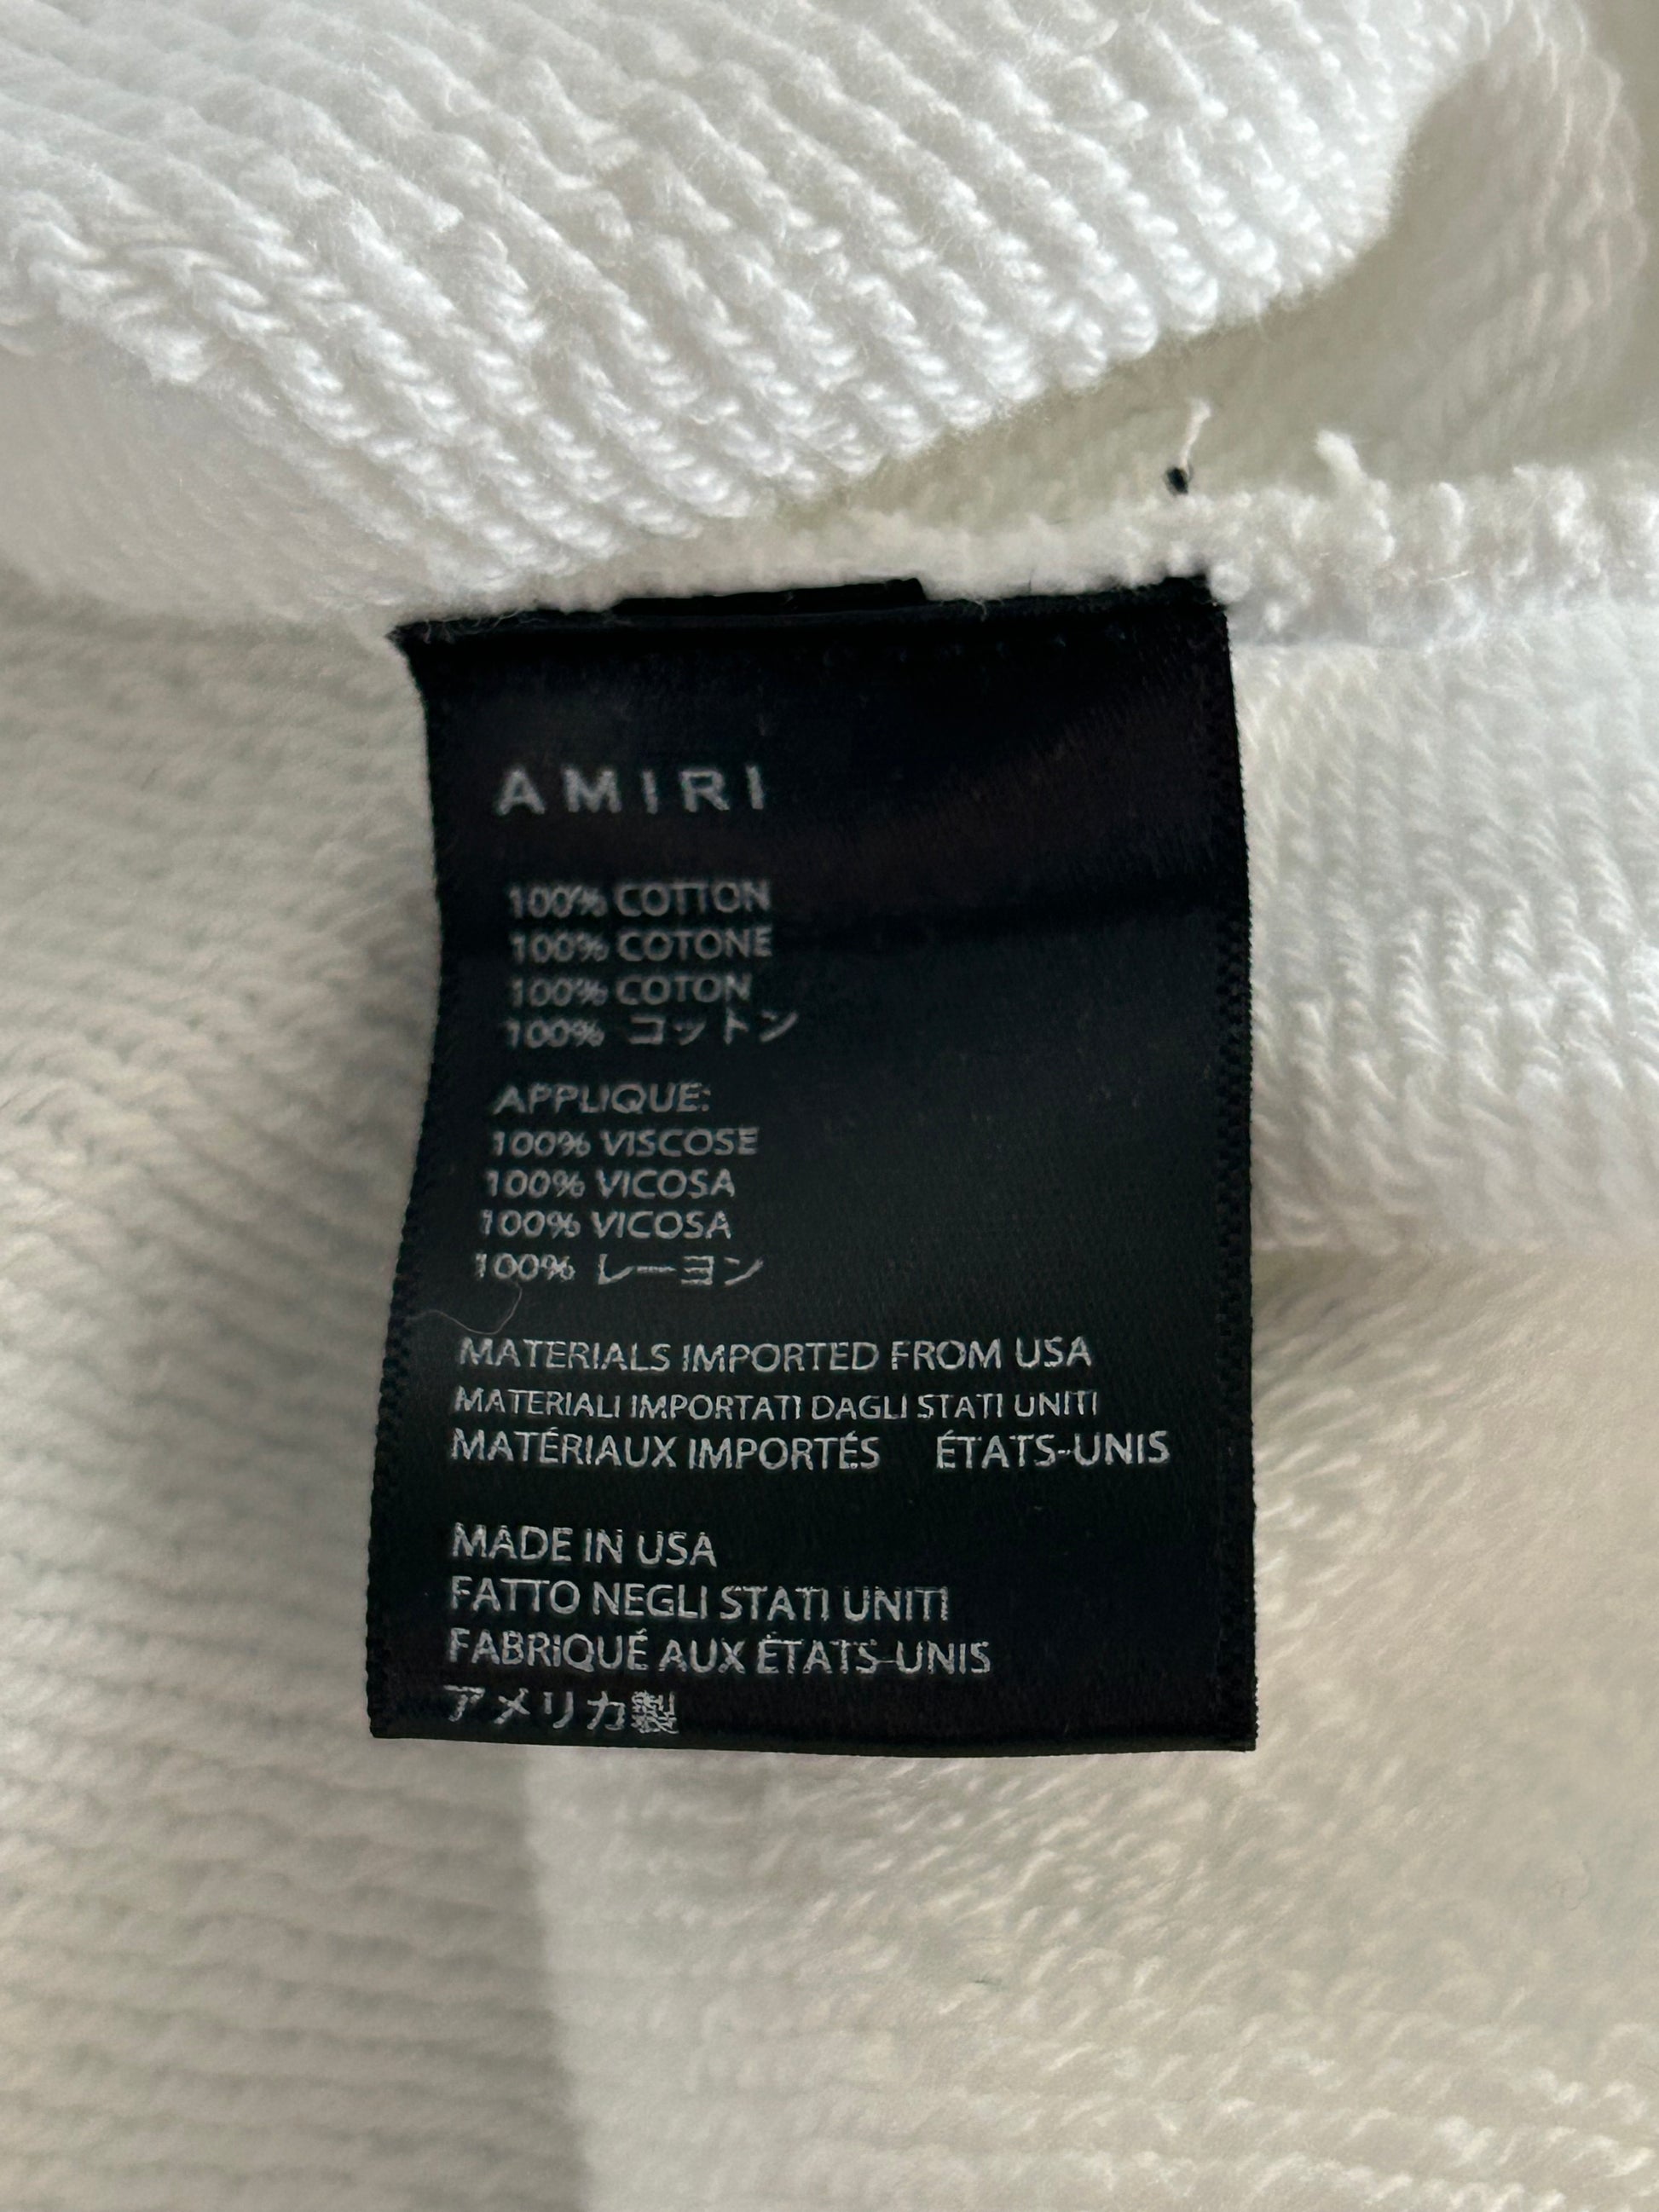 AMIRI
100% COTTON
100% COTONE
100% COTON
100% コットン
APPLIQUE:
100% VISCOSE
100% VICOSA
100% VICOSA
100% レーヨン
MATERIALS IMPORTED FROM USA
MATERIALI IMPORTATI DAGLI STATI UNITI
MATÉRIAUX IMPORTÉS ÉTATS-UNIS
MADE IN USA
FATTO NEGLI STATI UNITI
FABRIQUÉ AUX ÉTATS-UNIS
アメリカ製